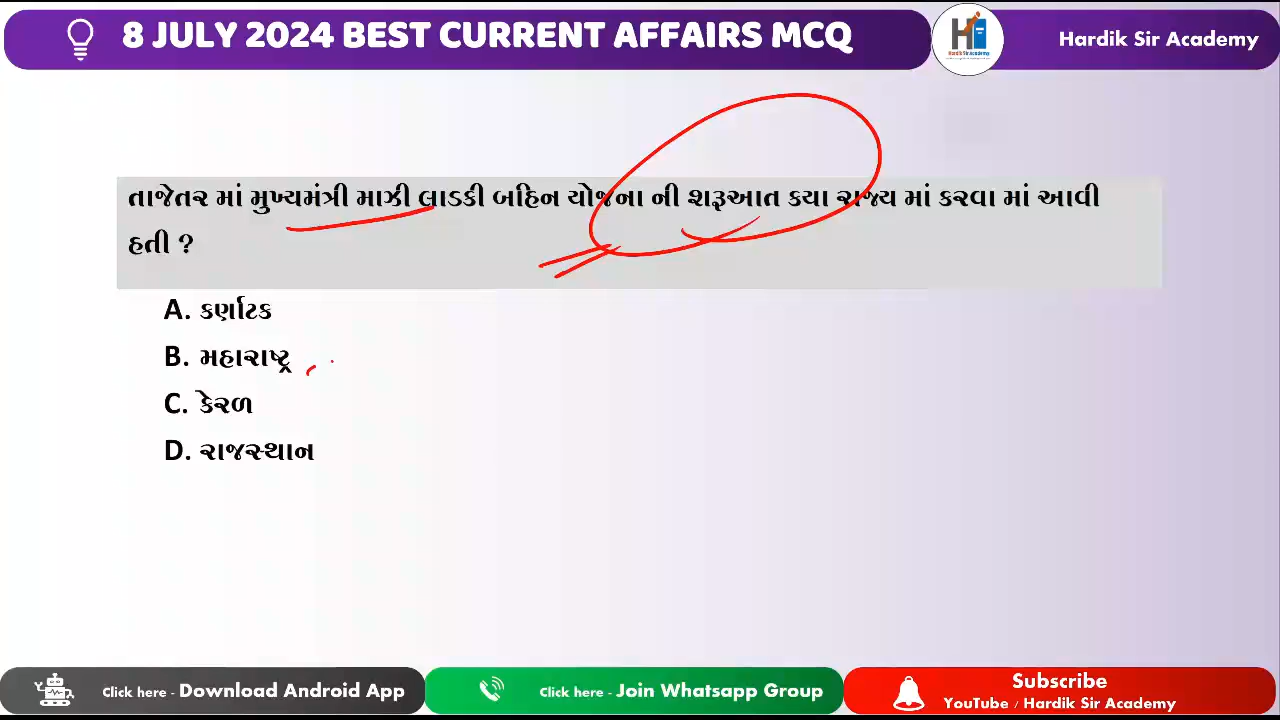 8 JULY 2024 BEST CURRENT AFFAIRS MCQ
Hardik Sir Academy
તાજેતર માં મુખ્યમંત્રી માઝી લાડકી બહિન યોજના ની શરૂઆત કયા રાજ્ય માં કરવા માં આવી
હતી ?
A. કર્ણાટક
B. મહારાષ્ટ્ર
C. કેરળ
D. રાજસ્થાન
Click here - Download Android App
Click here - Join Whatsapp Group
Subscribe
YouTube / Hardik Sir Academy